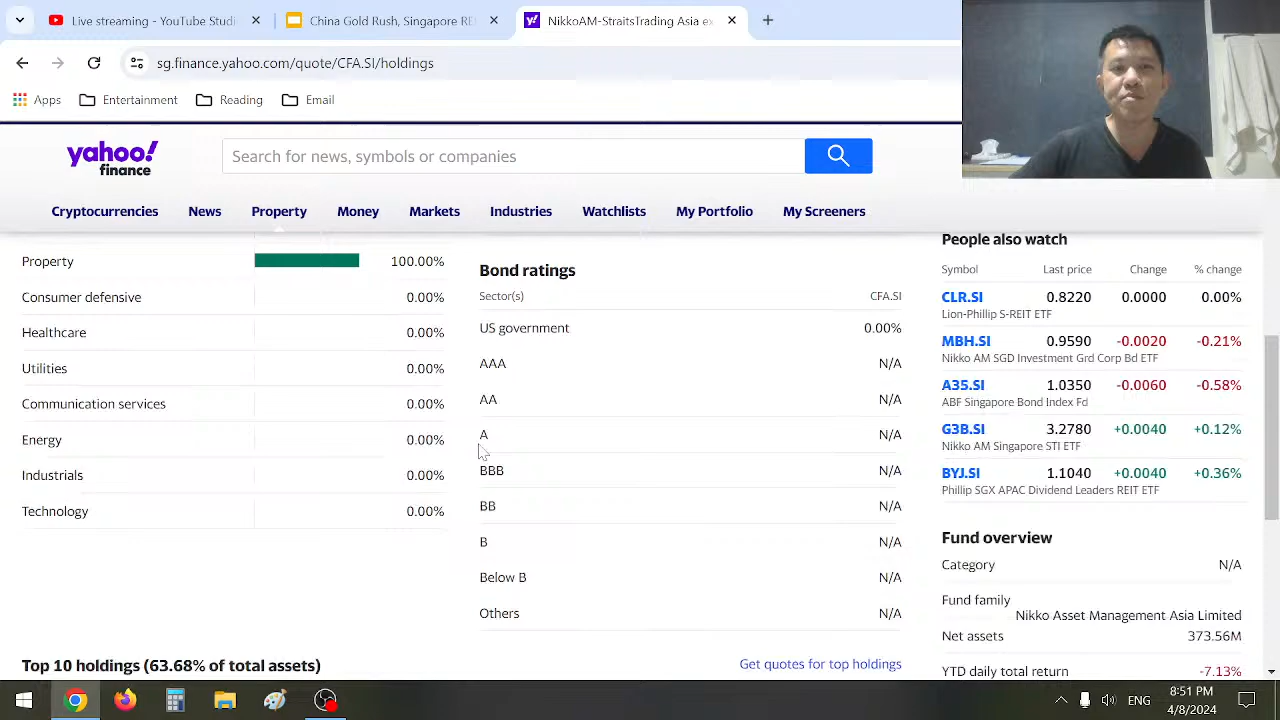 Live streaming - YouTube Studi
China Gold Rush, Singapore RE
NikkoAM-StraitsTrading Asia ex
sg.finance.yahoo.com/quote/CFA.SI/holdings
Apps
Entertainment
Reading
Email
yahoo!
finance
Search for news, symbols or companies
Cryptocurrencies
News
Property
Money
Markets
Industries
Watchlists
My Portfolio
My Screeners
Property 100.00%
Consumer defensive 0.00%
Healthcare 0.00%
Utilities 0.00%
Communication services 0.00%
Energy 0.00%
Industrials 0.00%
Technology 0.00%
Bond ratings
Sector(s) CFA.SI
US government 0.00%
AAA N/A
AA N/A
A N/A
BBB N/A
BB N/A
B N/A
Below B N/A
Others N/A
Top 10 holdings (63.68% of total assets)
Get quotes for top holdings
People also watch
Symbol Last price Change % change
CLR.SI 0.8220 0.0000 0.00%
Lion-Phillip S-REIT ETF
MBH.SI 0.9590 -0.0020 -0.21%
Nikko AM SGD Investment Grd Corp Bd ETF
A35.SI 1.0350 -0.0060 -0.58%
ABF Singapore Bond Index Fd
G3B.SI 3.2780 +0.0040 +0.12%
Nikko AM Singapore STI ETF
BYJ.SI 1.1040 +0.0040 +0.36%
Phillip SGX APAC Dividend Leaders REIT ETF
Fund overview
Category N/A
Fund family
Nikko Asset Management Asia Limited
Net assets 373.56M
YTD daily total return -7.13%
ENG
8:51 PM
4/8/2024